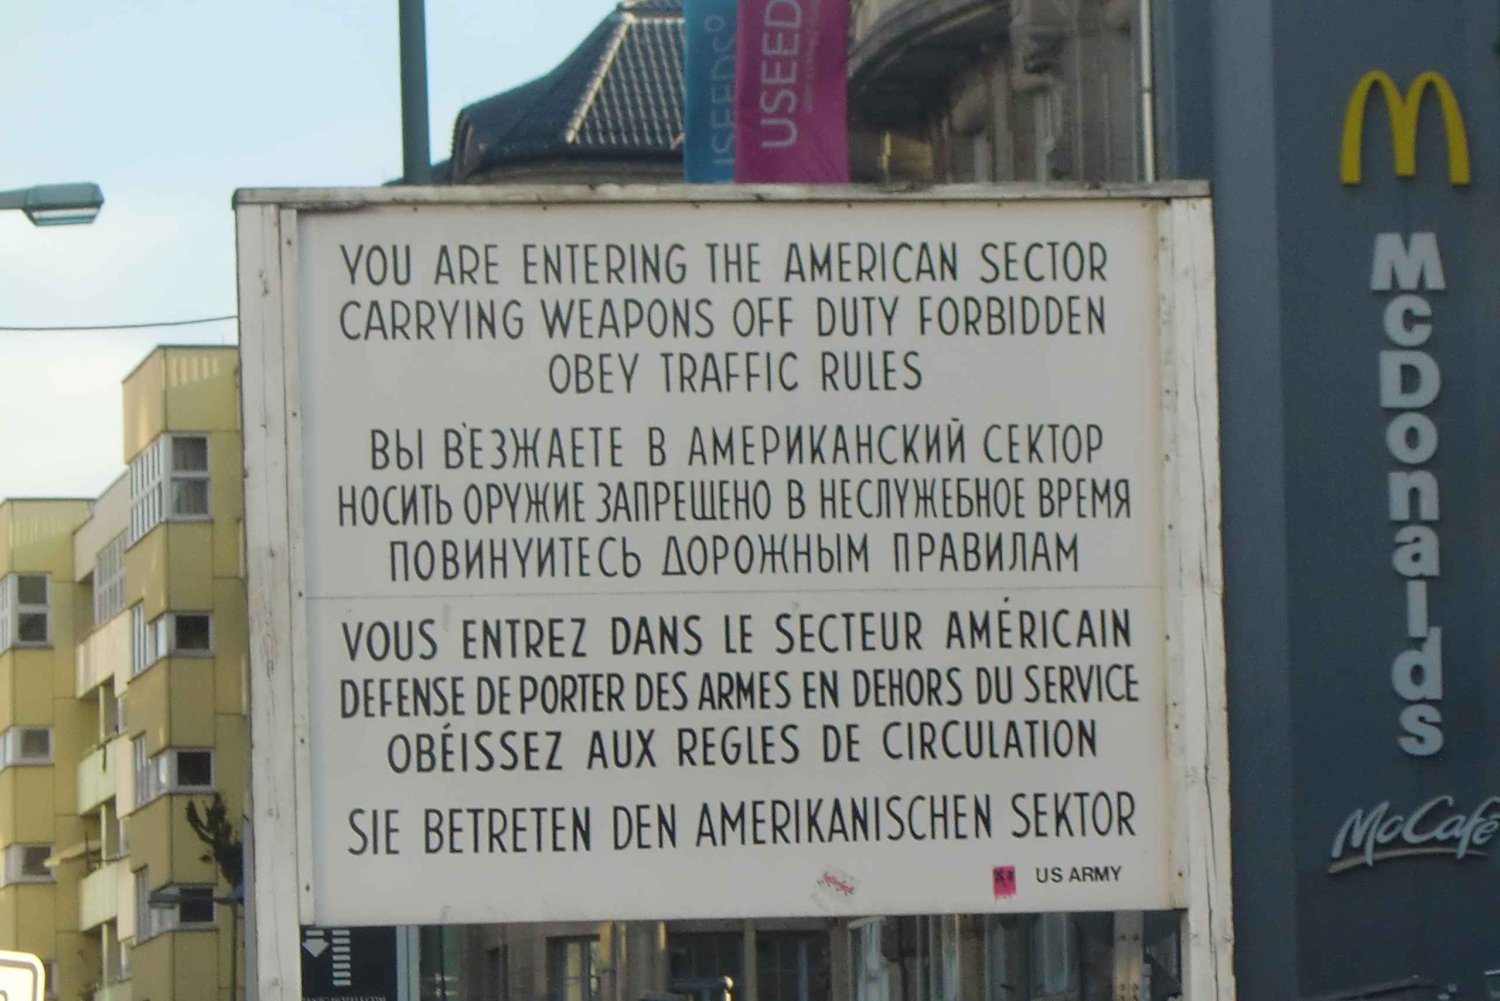 USEED
YOU ARE ENTERING THE AMERICAN SECTOR
CARRYING WEAPONS OFF DUTY FORBIDDEN
OBEY TRAFFIC RULES
ВЫ В'ЕЗЖАЕТЕ В АМЕРИКАНСКИЙ СЕКТОР
НОСИТЬ ОРУЖИЕ ЗАПРЕЩЕНО В НЕСЛУЖЕБНОЕ ВРЕМЯ
ПОВИНУИТЕСЬ ДОРОЖНЫМ ПРАВИЛАМ
VOUS ENTREZ DANS LE SECTEUR AMÉRICAIN
DEFENSE DE PORTER DES ARMES EN DEHORS DU SERVICE
OBÉISSEZ AUX REGLES DE CIRCULATION
SIE BETRETEN DEN AMERIKANISCHEN SEKTOR
US ARMY
McDonalds
McCafé